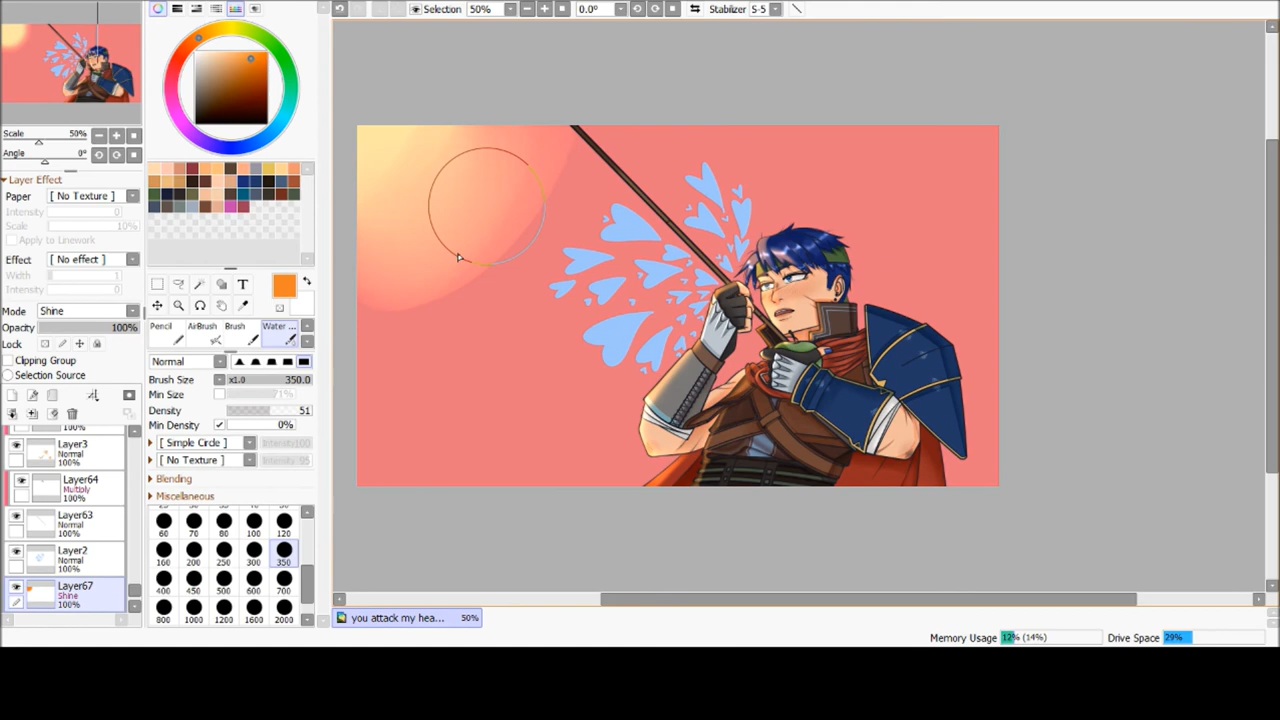 Selection 50% 0.0° Stabilizer S-5
Scale 50%
Angle 0°
Layer Effect
Paper [ No Texture ]
Intensity 0
Scale 10%
Apply to Linework
Effect [ No effect ]
Width 1
Intensity 0
Mode Shine
Opacity 100%
Lock
Clipping Group
Selection Source
100%
Layer3
Normal
100%
Layer64
Multiply
100%
Layer63
Normal
100%
Layer2
Normal
100%
Layer67
Shine
100%
T
Pencil AirBrush Brush Water ...
Normal
Brush Size x1.0 350.0
Min Size 71%
Density 51
Min Density 0%
[ Simple Circle ] Intensity 100
[ No Texture ] Intensity 95
Blending
Miscellaneous
60 70 80 100 120
160 200 250 300 350
400 450 500 600 700
800 1000 1200 1600 2000
you attack my hea... 50%
Memory Usage 12% (14%) Drive Space 29%